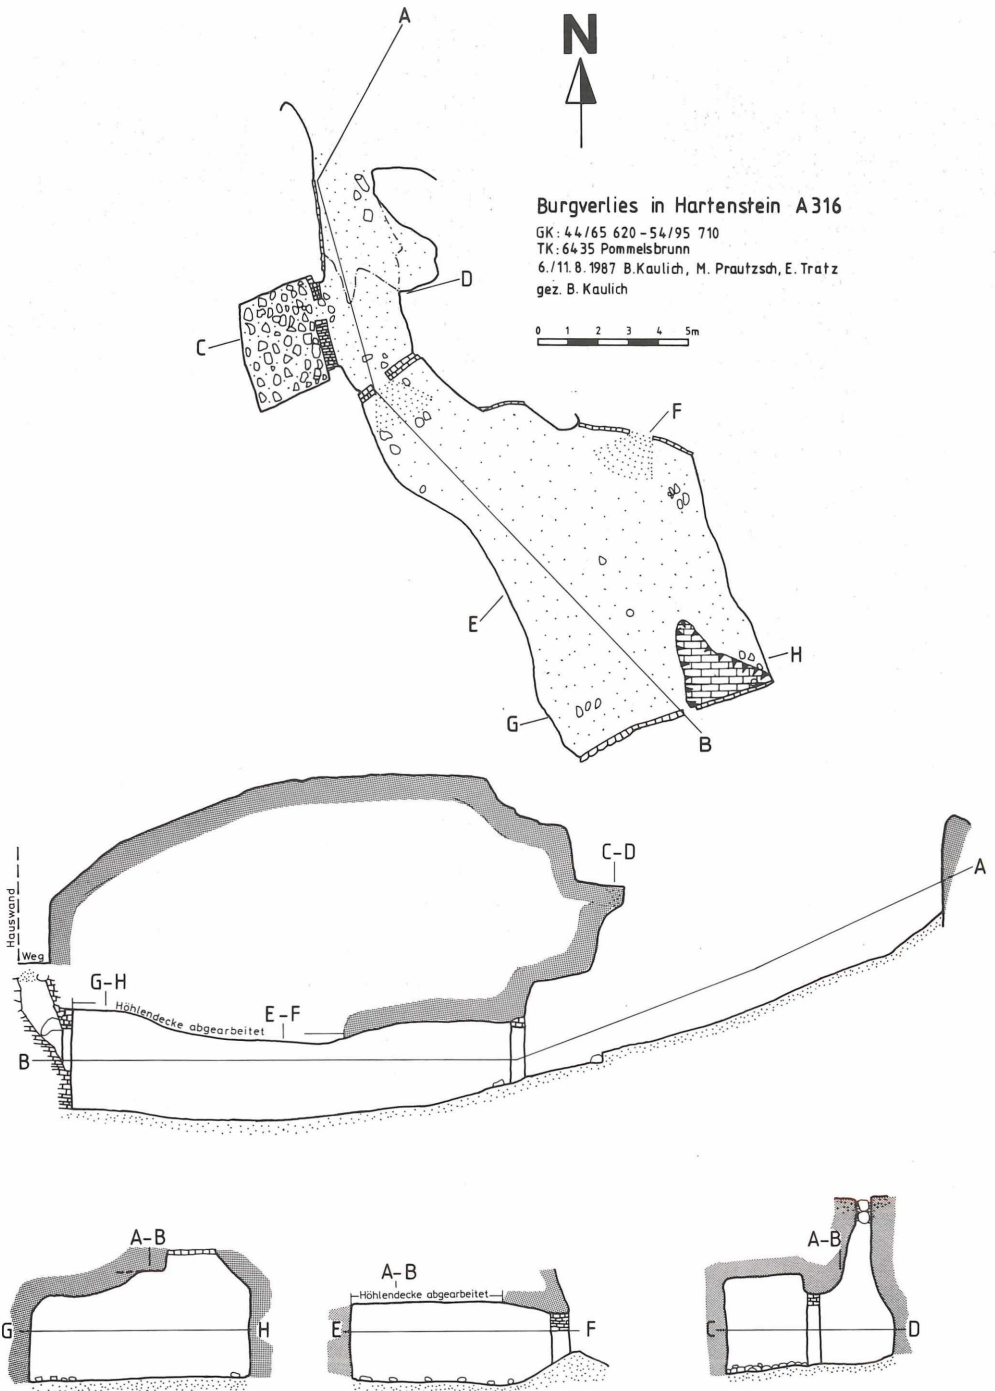 A
N
Burgverlies in Hartenstein A316
GK: 44/65 620-54/95 710
TK: 6435 Pommelsbrunn
6./11.8.1987 B.Kaulich, M. Prautzsch, E. Tratz
gez. B. Kaulich
0 1 2 3 4 5m
D
C
F
E
H
G
B
C-D
A
Hauswand
Weg
G-H
Höhlendecke abgearbeitet
E-F
B
A-B
G
H
A-B
Höhlendecke abgearbeitet
E
F
A-B
C
D